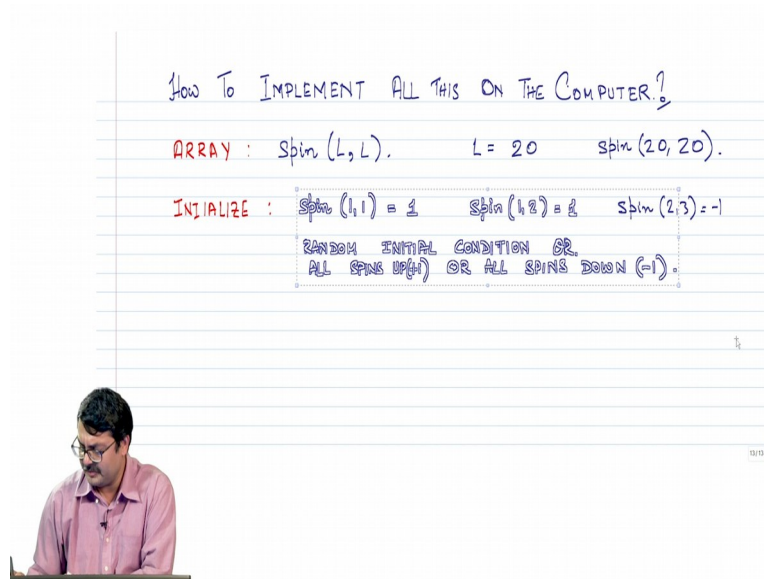 HOW TO IMPLEMENT ALL THIS ON THE COMPUTER.?
ARRAY : Spin (L, L). L = 20 Spin (20, 20).
INIALIZE : Spin (1,1) = 1 Spin (1,2) = 1 Spin (2,3) = -1
RANDOM INITIAL CONDITION OR.
ALL SPINS UP(+1) OR ALL SPINS DOWN (-1).
13/13